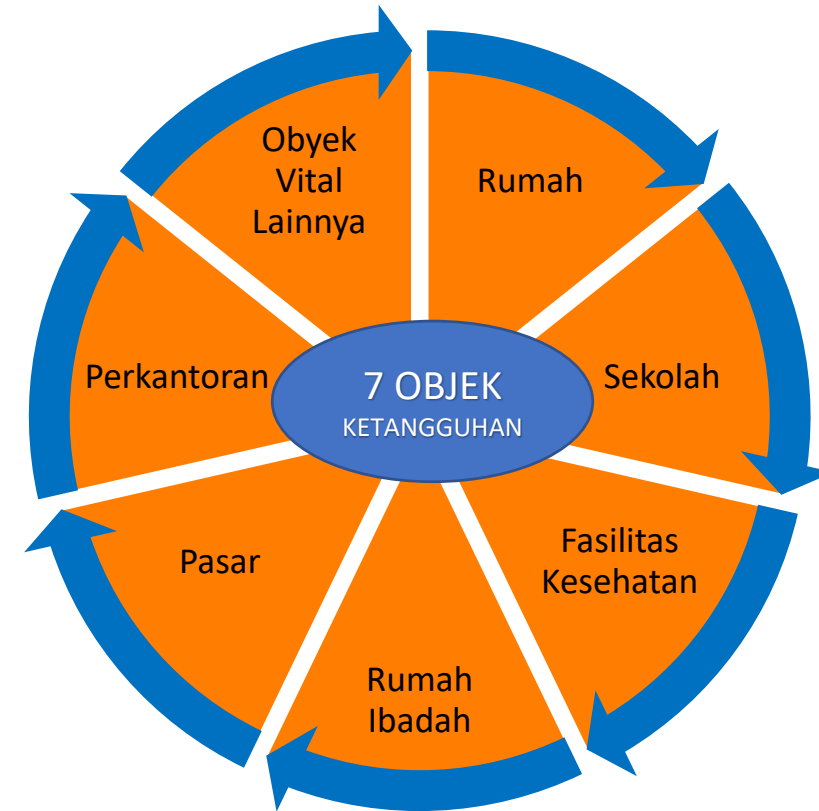 7 OBJEK
KETANGGUHAN
Rumah
Sekolah
Fasilitas
Kesehatan
Rumah
Ibadah
Pasar
Perkantoran
Obyek
Vital
Lainnya